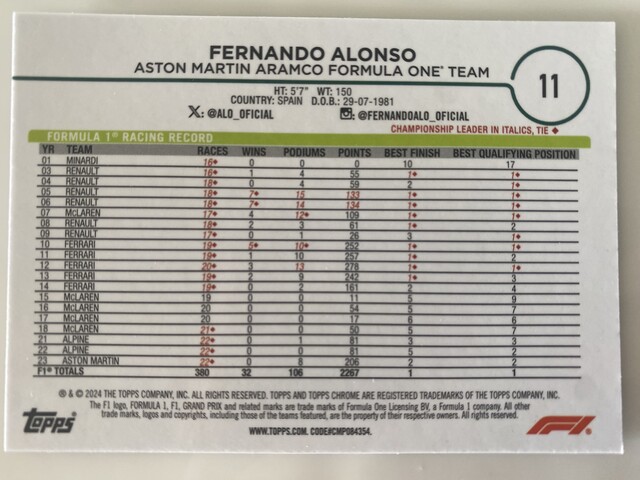 FERNANDO ALONSO
ASTON MARTIN ARAMCO FORMULA ONE™ TEAM
11
HT: 5'7" WT: 150
COUNTRY: SPAIN D.O.B.: 29-07-1981
X: @ALO_OFICIAL @FERNANDOALO_OFICIAL
CHAMPIONSHIP LEADER IN ITALICS, TIE ♦
FORMULA 1® RACING RECORD
YR TEAM RACES WINS PODIUMS POINTS BEST FINISH BEST QUALIFYING POSITION
01 MINARDI 16♦ 0 0 0 10 17
03 RENAULT 16♦ 1 4 55 1♦ 1♦
04 RENAULT 18♦ 0 4 59 2 1♦
05 RENAULT 18♦ 7♦ 15 133 1♦ 1♦
06 RENAULT 18♦ 7♦ 14 134 1♦ 1♦
07 McLAREN 17♦ 4 12♦ 109 1♦ 1♦
08 RENAULT 18♦ 2 3 61 1♦ 2
09 RENAULT 17♦ 0 1 26 3 1♦
10 FERRARI 19♦ 5♦ 10♦ 252 1♦ 1♦
11 FERRARI 19♦ 1 10 257 1♦ 2
12 FERRARI 20♦ 3 13 278 1♦ 1♦
13 FERRARI 19♦ 2 9 242 1♦ 3
14 FERRARI 19♦ 0 2 161 2 4
15 McLAREN 19 0 0 11 5 9
16 McLAREN 20 0 0 54 5 7
17 McLAREN 19 0 0 17 6 6
18 McLAREN 21♦ 0 0 50 5 7
21 ALPINE 22♦ 0 1 81 3 3
22 ALPINE 22♦ 0 0 81 5 2
23 ASTON MARTIN 22♦ 0 8 206 2 2
F1® TOTALS 380 32 106 2267 1 1
® & © 2024 THE TOPPS COMPANY, INC. ALL RIGHTS RESERVED. TOPPS AND TOPPS CHROME ARE REGISTERED TRADEMARKS OF THE TOPPS COMPANY, INC.
The F1 logo, FORMULA 1, F1, GRAND PRIX and related marks are trade marks of Formula One Licensing BV, a Formula 1 company. All other
trade marks, logos and copyrights, including those of the teams featured, are the property of their respective owners. All rights reserved.
Topps
WWW.TOPPS.COM. CODE#CMP084354.
F1